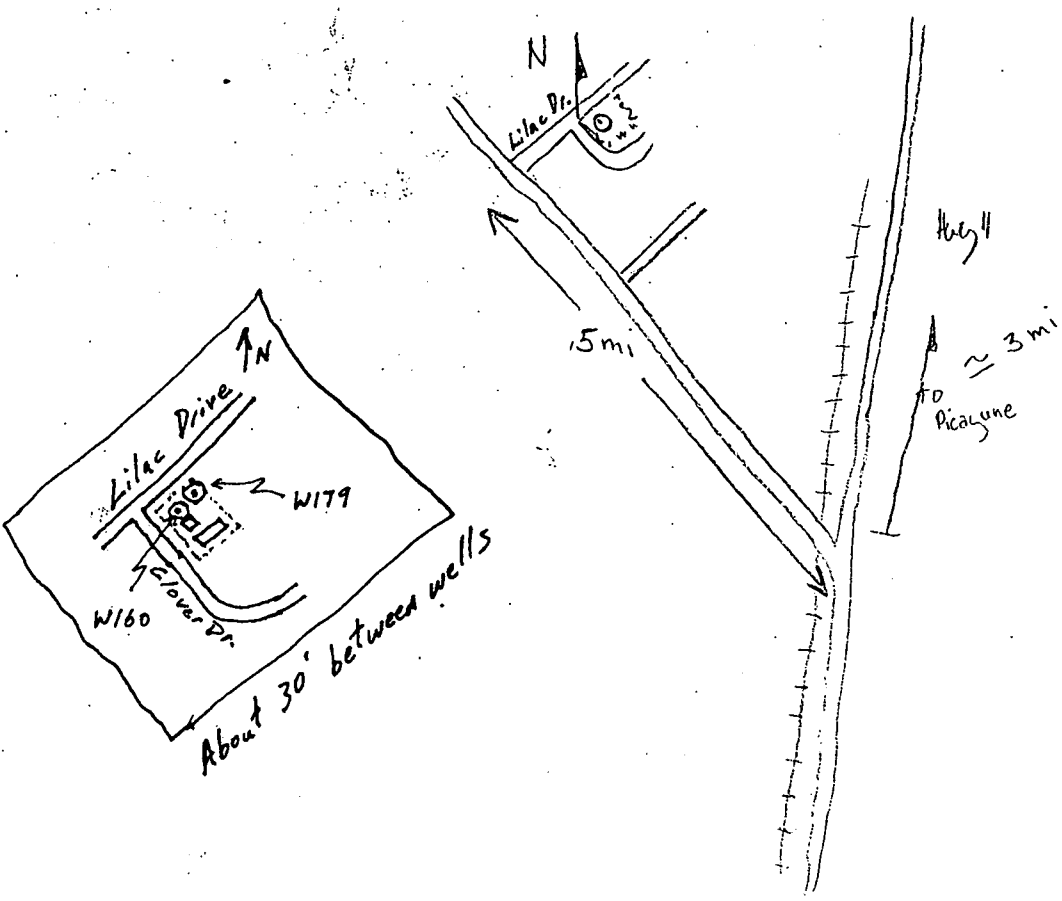 N
Lilac Dr.
Hwy 11
≃ 3 mi
to
Picayune
.5 mi
N
Lilac Drive
W179
W160
Glover Dr.
About 30' between wells